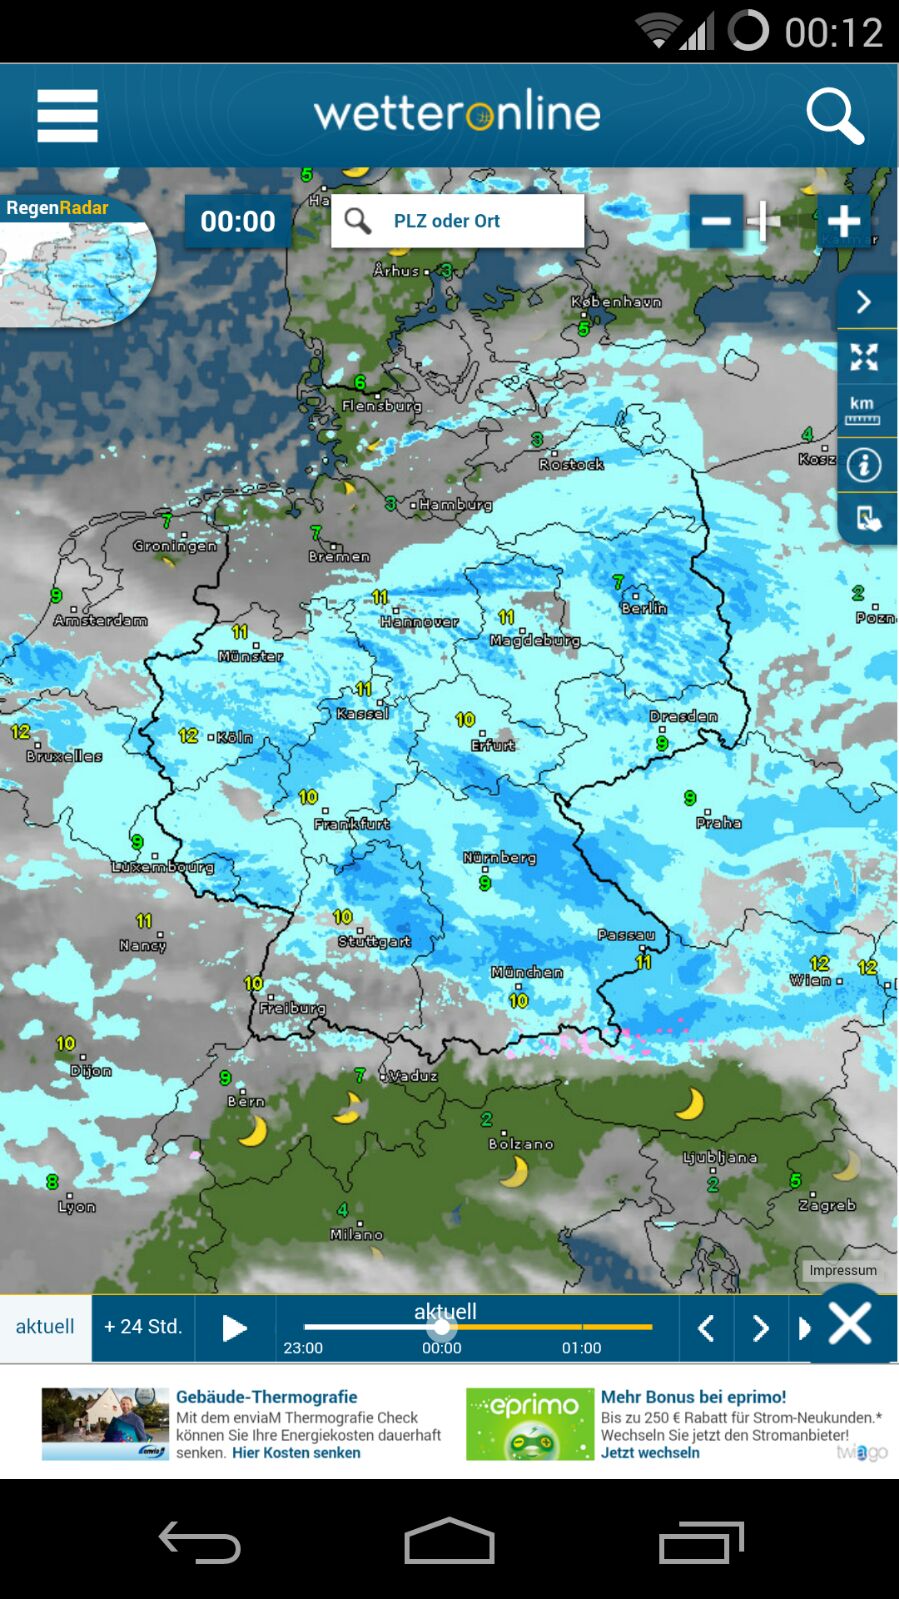 00:12
wetteronline
RegenRadar
00:00
PLZ oder Ort
5
Ha
4
Århus
3
København
5
6
Flensburg
km
3
Rostock
4
Kosz
3
Hamburg
7
Groningen
7
Bremen
9
Amsterdam
11
Hannover
11
Magdeburg
7
Berlin
2
Pozn
11
Münster
11
Kassel
12
Bruxelles
12
Köln
10
Erfurt
Dresden
9
10
Frankfurt
9
Praha
9
Luxembourg
Nürnberg
9
11
Nancy
10
Stuttgart
Passau
11
12
Wien
12
München
10
10
Freiburg
10
Dijon
9
Bern
7
Vaduz
2
Bolzano
Ljubljana
2
5
Zagreb
8
Lyon
4
Milano
Impressum
aktuell
+ 24 Std.
aktuell
23:00
00:00
01:00
Gebäude-Thermografie
Mit dem enviaM Thermografie Check
können Sie Ihre Energiekosten dauerhaft
senken. Hier Kosten senken
eprimo
Mehr Bonus bei eprimo!
Bis zu 250 € Rabatt für Strom-Neukunden.*
Wechseln Sie jetzt den Stromanbieter!
Jetzt wechseln
twiago